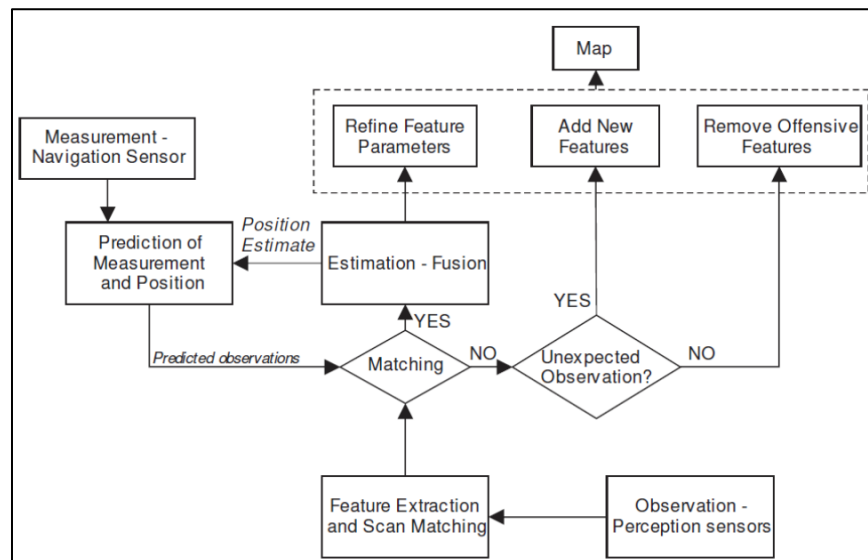 Map
Refine Feature
Parameters
Add New
Features
Remove Offensive
Features
Measurement -
Navigation Sensor
Position
Estimate
Prediction of
Measurement
and Position
Estimation - Fusion
YES
YES
Predicted observations
Matching
NO
Unexpected
Observation?
NO
Feature Extraction
and Scan Matching
Observation -
Perception sensors